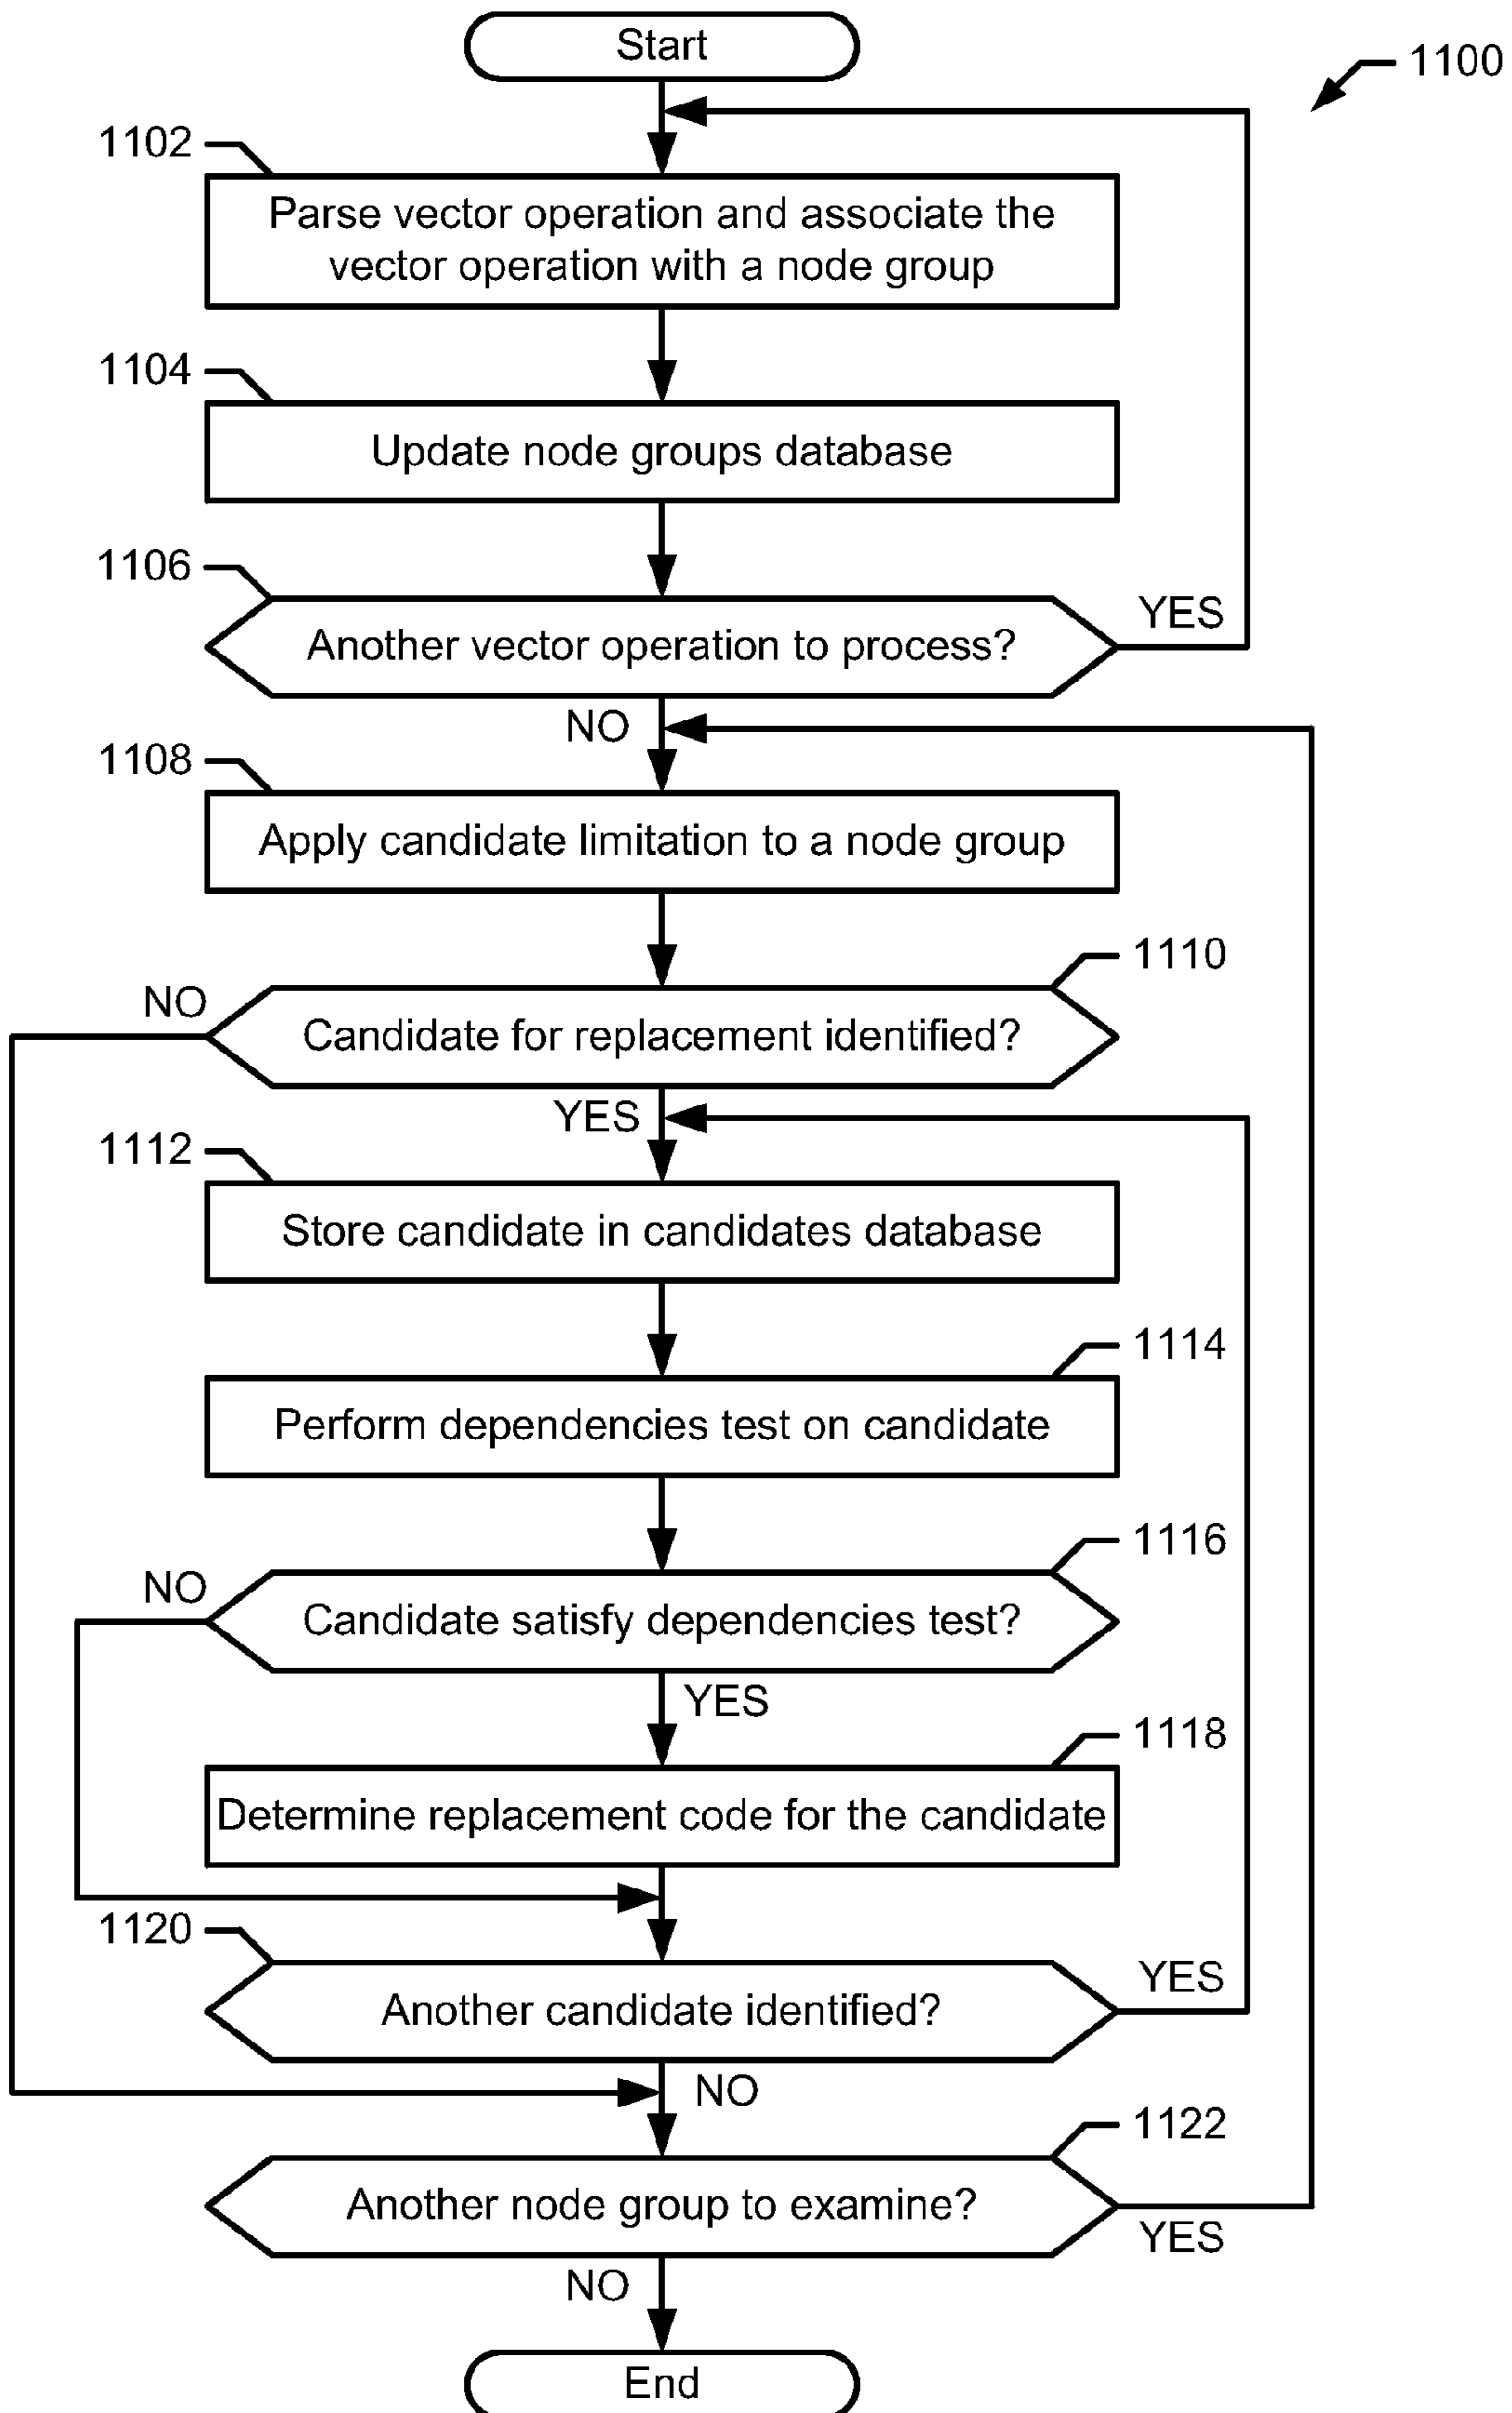 Start
1100
1102
Parse vector operation and associate the
vector operation with a node group
1104
Update node groups database
1106
YES
Another vector operation to process?
NO
1108
Apply candidate limitation to a node group
1110
NO
Candidate for replacement identified?
YES
1112
Store candidate in candidates database
1114
Perform dependencies test on candidate
1116
NO
Candidate satisfy dependencies test?
YES
1118
Determine replacement code for the candidate
1120
YES
Another candidate identified?
NO
1122
Another node group to examine?
YES
NO
End